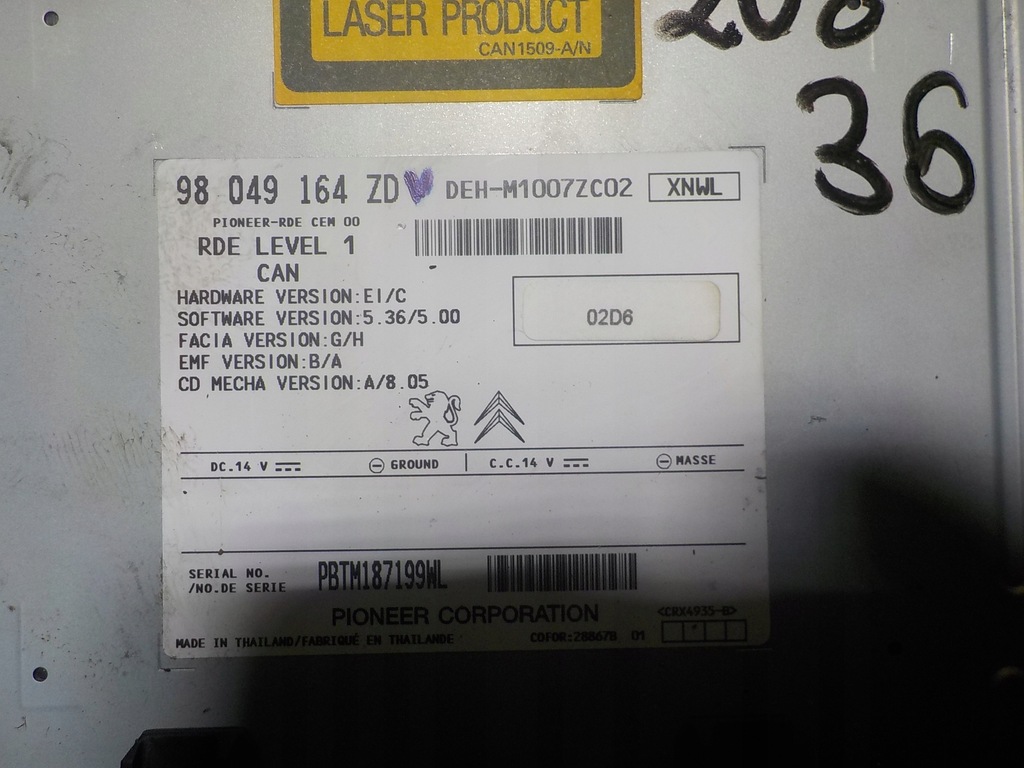 LASER PRODUCT
CAN1509-A/N
208
36
98 049 164 ZD DEH-M1007ZC02 XNWL
PIONEER-RDE CEM 00
RDE LEVEL 1
CAN
HARDWARE VERSION:EI/C
SOFTWARE VERSION:5.36/5.00
FACIA VERSION:G/H
EMF VERSION:B/A
CD MECHA VERSION:A/8.05
02D6
DC.14 V GROUND C.C.14 V MASSE
SERIAL NO.
/NO.DE SERIE PBTM187199WL
PIONEER CORPORATION <CRX4935-B>
MADE IN THAILAND/FABRIQUÉ EN THAILANDE CDFOR:28867B 01